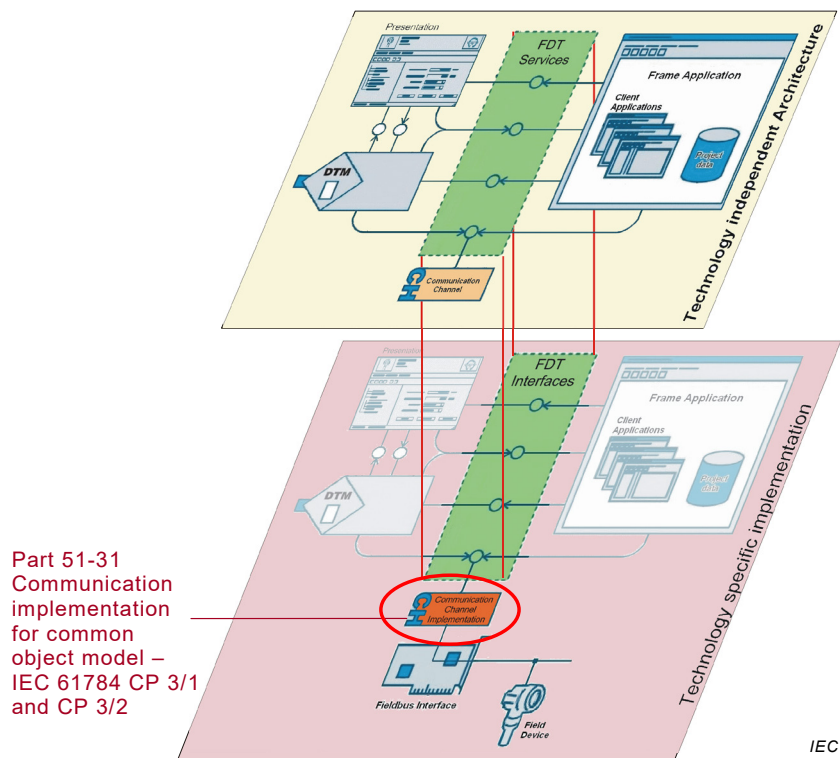 Presentation
FDT
Services
Frame Application
Client
Applications
Project
data
DTM
CH
Communication
Channel
Technology independent Architecture
Presentation
FDT
Interfaces
Frame Application
Client
Applications
Project
data
DTM
CH
Communication
Channel
Implementation
Fieldbus Interface
Field
Device
Technology specific implementation
Part 51-31
Communication
implementation
for common
object model –
IEC 61784 CP 3/1
and CP 3/2
IEC